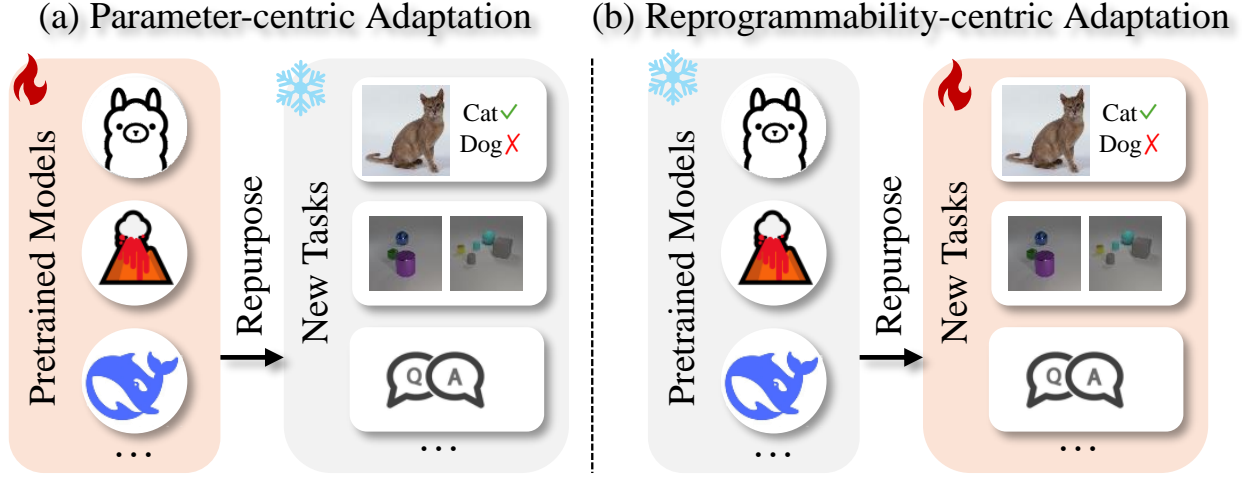 (a) Parameter-centric Adaptation
Pretrained Models
Repurpose
New Tasks
Cat✓
Dog✗
Q A
...
...
(b) Reprogrammability-centric Adaptation
Pretrained Models
Repurpose
New Tasks
Cat✓
Dog✗
Q A
...
...